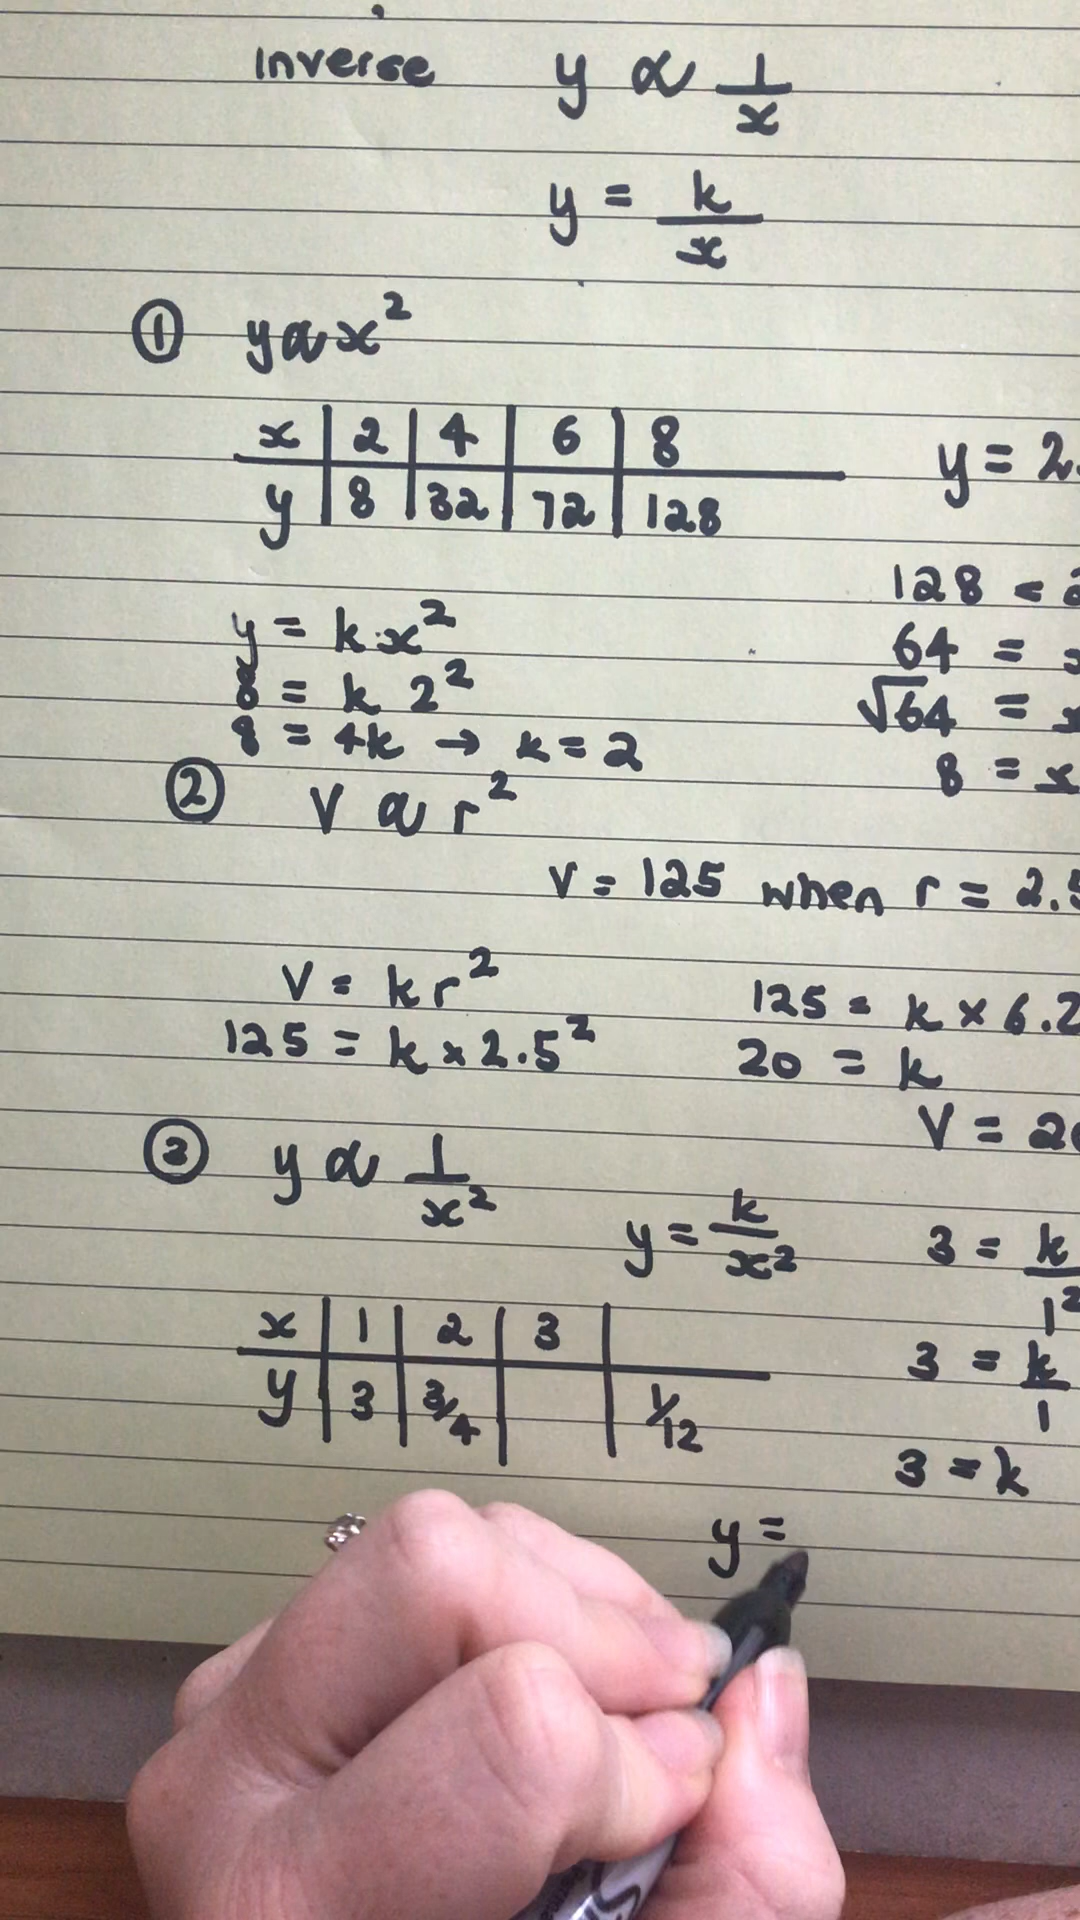 Inverse y ∝ 1/x
y = k/x
① y∝x²
x | 2 | 4 | 6 | 8
y | 8 | 32 | 72 | 128
y = 2.
128 =
y = kx²
64 =
8 = k 2²
√64 =
8 = 4k → k = 2
8 = x
② V ∝ r²
V = 125 when r = 2.5
V = kr²
125 = k × 6.2
125 = k × 2.5²
20 = k
V = 20
③ y ∝ 1/x²
y = k/x²
3 = k/1²
x | 1 | 2 | 3 |
y | 3 | 3/4 | | 1/12
3 = k/1
3 = k
y =